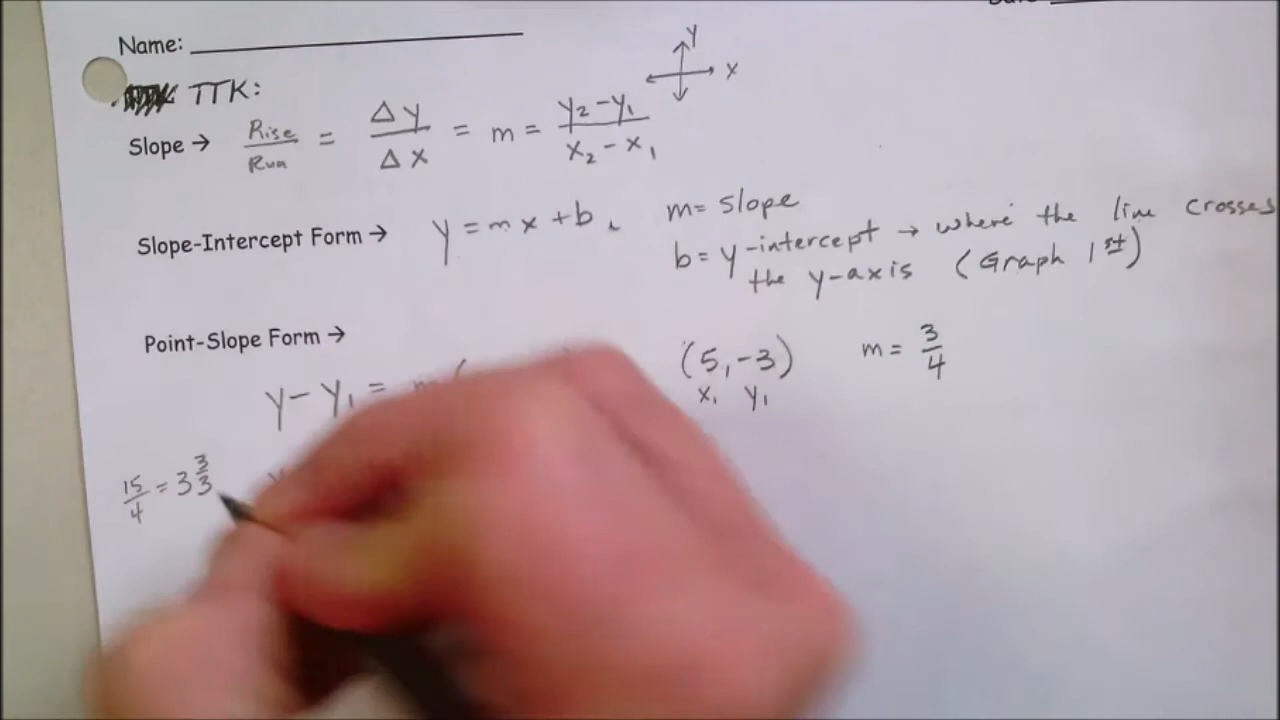 Name:
TTK:
Slope → Rise/Run = Δy/Δx = m = y₂-y₁/x₂-x₁
y
x
Slope-Intercept Form → y = mx+b, m= slope
b= y-intercept → where the line crosses
the y-axis (Graph 1st)
Point-Slope Form →
y-y₁ = m(
(5,-3) m= 3/4
x₁ y₁
15/4 = 3 3/3